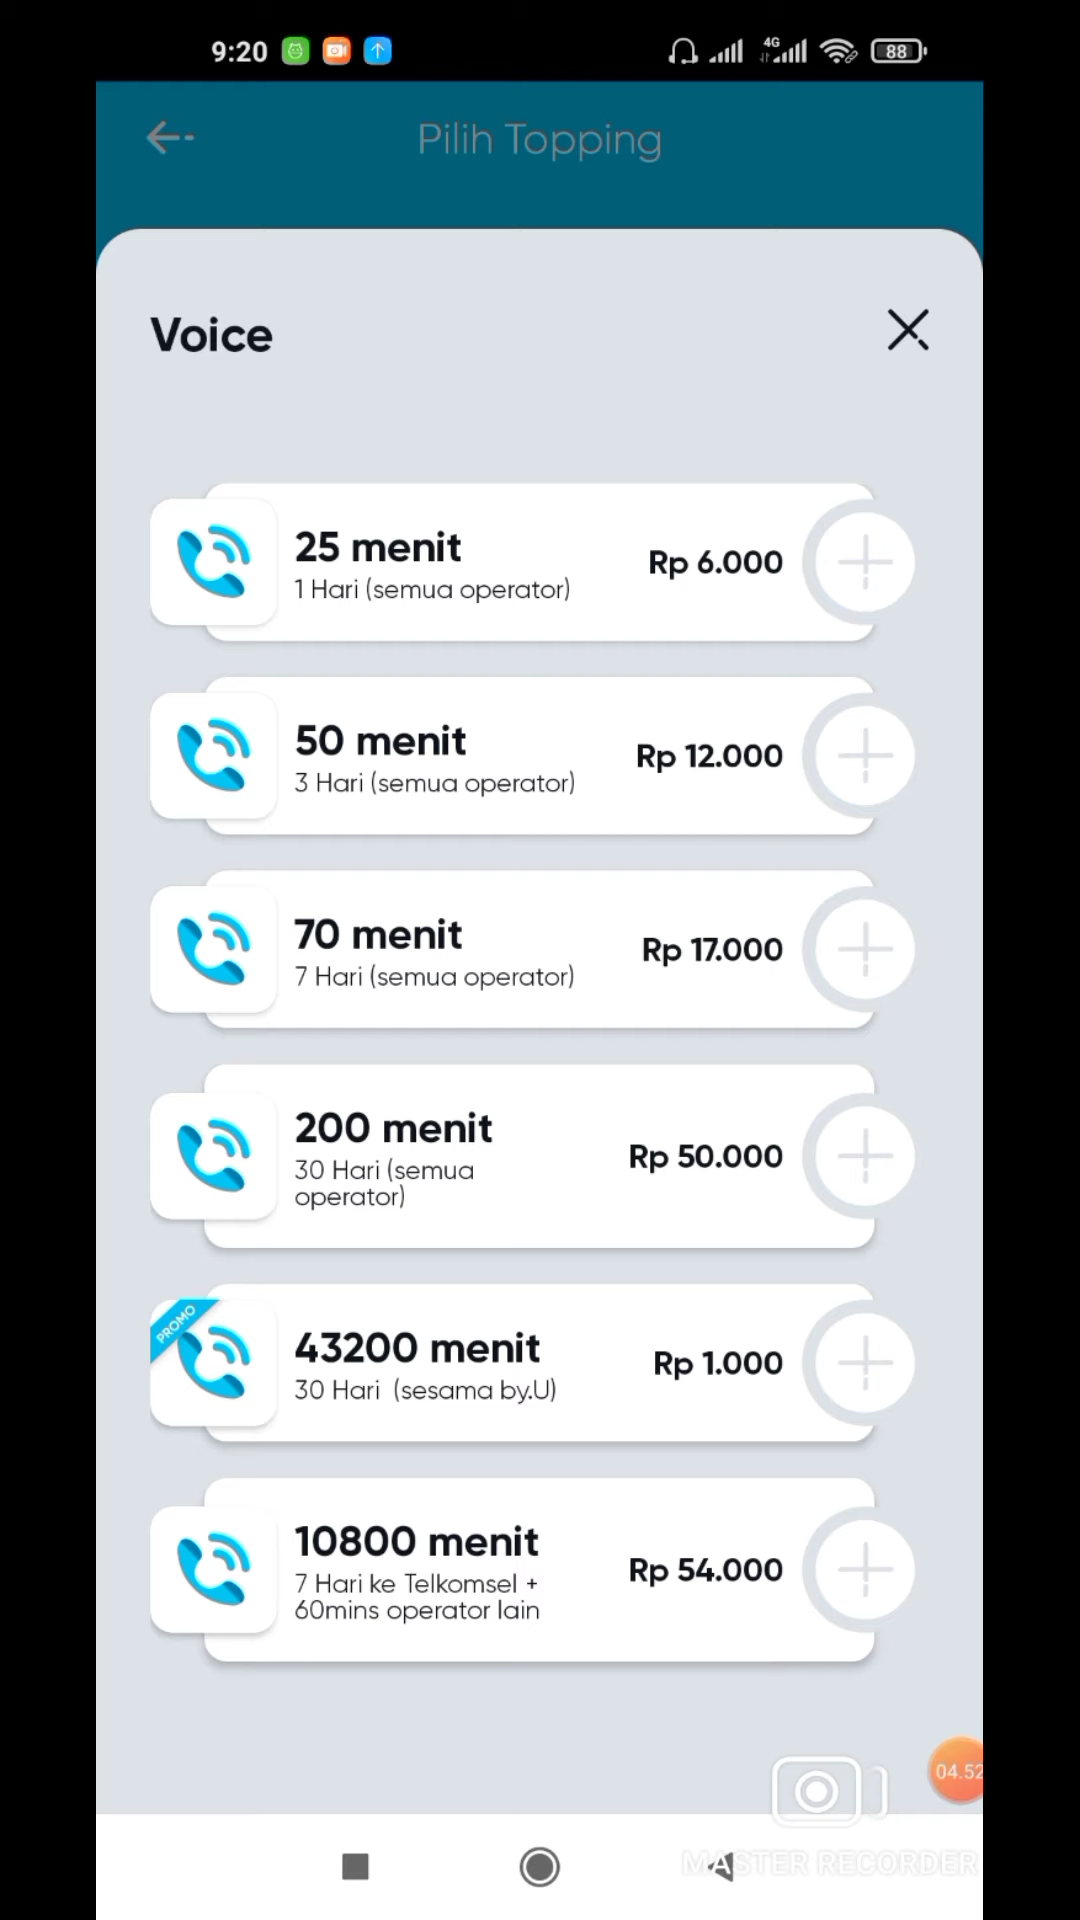 9:20
4G
88
Pilih Topping
Voice
25 menit
1 Hari (semua operator)
Rp 6.000
50 menit
3 Hari (semua operator)
Rp 12.000
70 menit
7 Hari (semua operator)
Rp 17.000
200 menit
30 Hari (semua
operator)
Rp 50.000
PROMO
43200 menit
30 Hari (sesama by.U)
Rp 1.000
10800 menit
7 Hari ke Telkomsel +
60mins operator lain
Rp 54.000
04.52
MASTER RECORDER